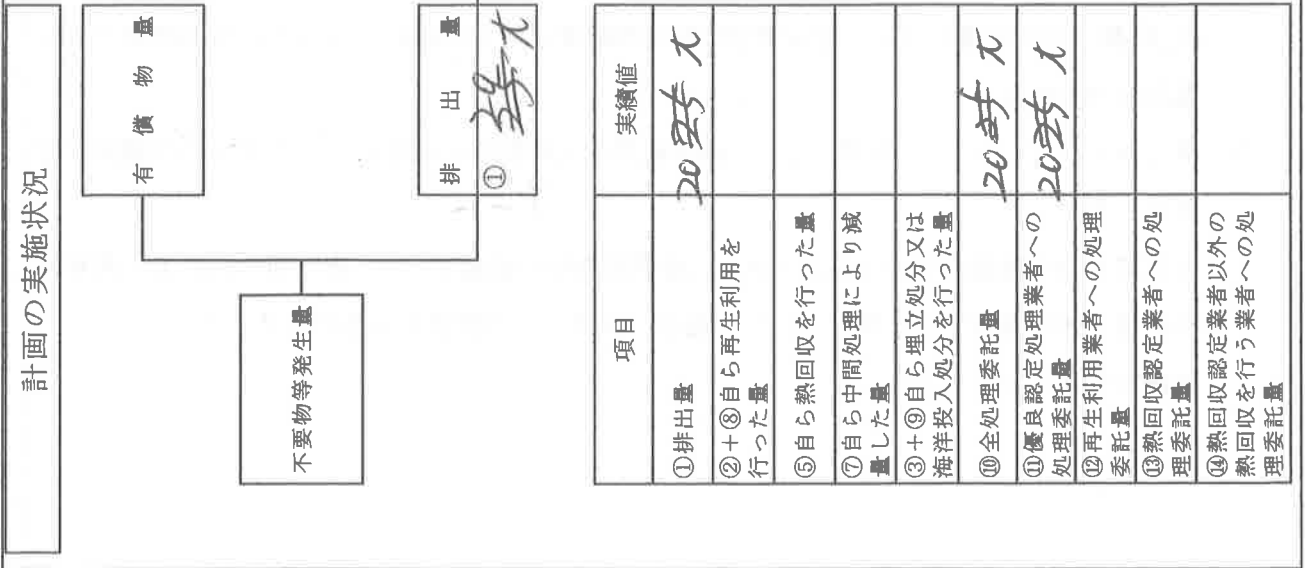 計画の実施状況
有償物量
不要物等発生量
排出量
①
項目
実績値
①排出量
②+⑧自ら再生利用を
行った量
⑤自ら熱回収を行った量
⑦自ら中間処理により減
量した量
③+⑨自ら埋立処分又は
海洋投入処分を行った量
⑩全処理委託量
⑪優良認定処理業者への
処理委託量
⑫再生利用業者への処理
委託量
⑬熱回収認定業者への処
理委託量
⑭熱回収認定業者以外の
熱回収を行う業者への処
理委託量